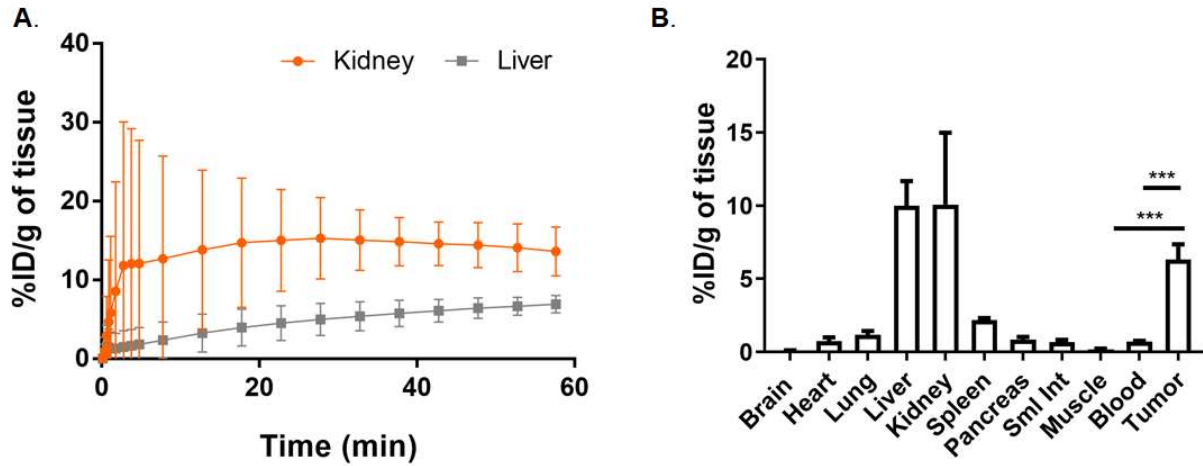 A.
%ID/g of tissue
40
30
20
10
0
Kidney
Liver
0
20
40
60
Time (min)
B.
%ID/g of tissue
20
15
10
5
0
***
***
Brain
Heart
Lung
Liver
Kidney
Spleen
Pancreas
Sml Int
Muscle
Blood
Tumor